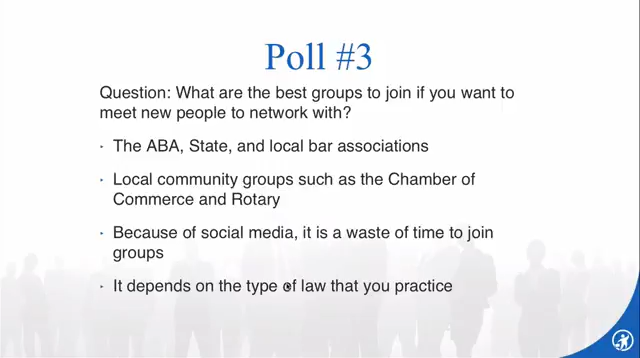 Poll #3
Question: What are the best groups to join if you want to
meet new people to network with?
The ABA, State, and local bar associations
Local community groups such as the Chamber of
Commerce and Rotary
Because of social media, it is a waste of time to join
groups
It depends on the type of law that you practice